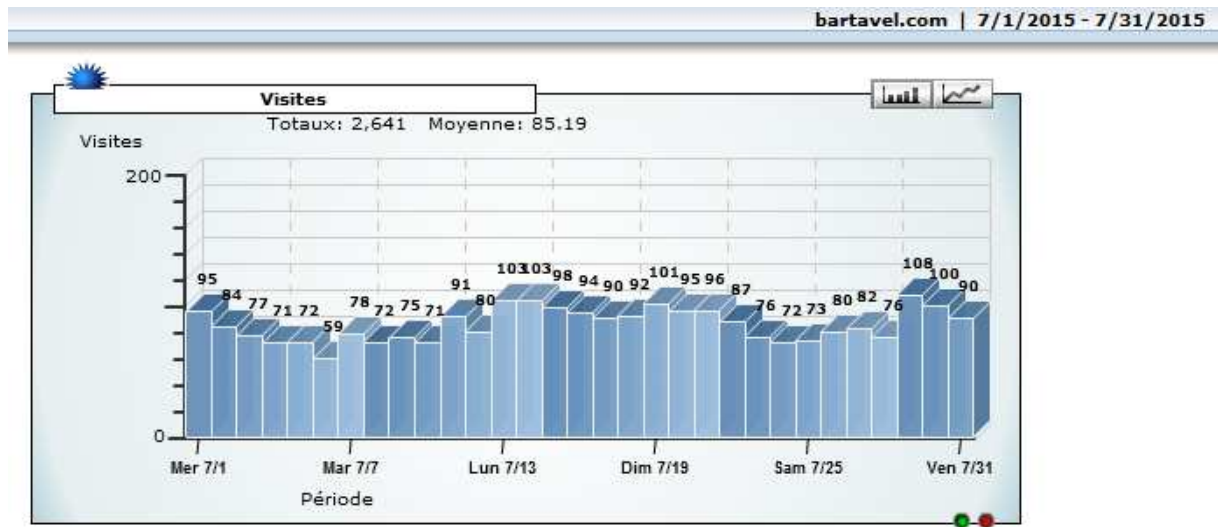 bartavel.com | 7/1/2015 - 7/31/2015
Visites
Totaux: 2,641 Moyenne: 85.19
Visites
200
95 84 77 71 72 59 78 72 75 71 91 80 103 103 98 94 90 92 101 95 96 87 76 72 73 80 82 76 108 100 90
0
Mer 7/1 Mar 7/7 Lun 7/13 Dim 7/19 Sam 7/25 Ven 7/31
Période